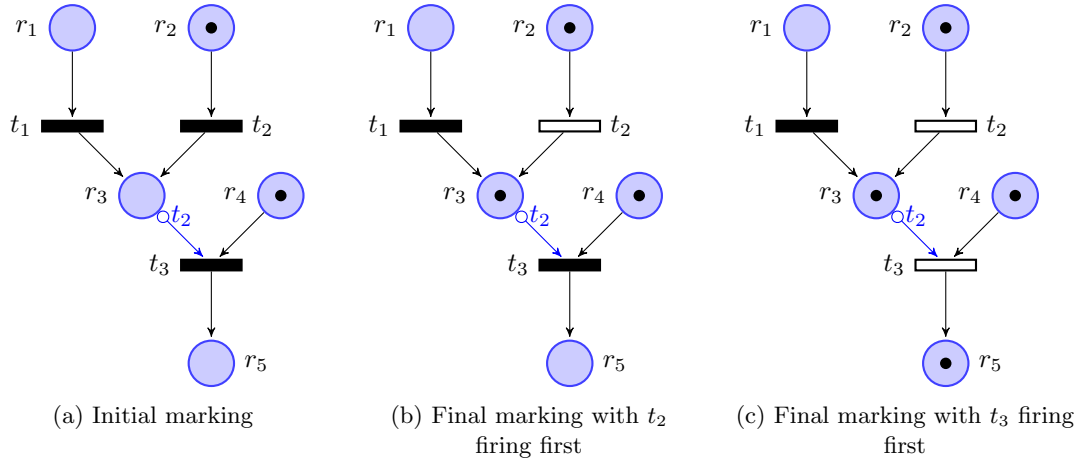 r1 r2 r1 r2 r1 r2
t1 t2 t1 t2 t1 t2
r3 r4 r3 r4 r3 r4
t2 t2 t2
t3 t3 t3
r5 r5 r5
(a) Initial marking
(b) Final marking with t2
firing first
(c) Final marking with t3 firing
first